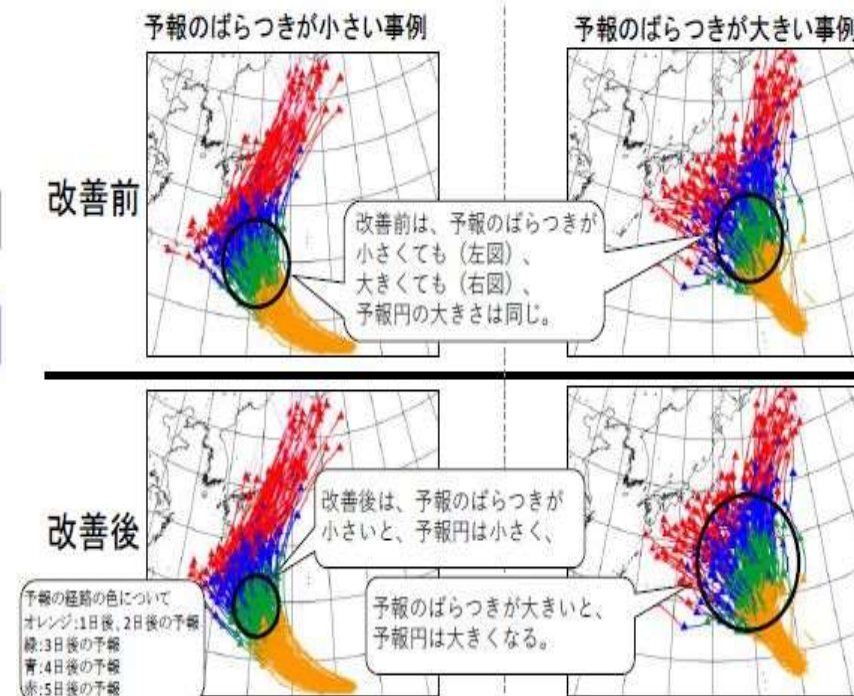 予報のばらつきが小さい事例
予報のばらつきが大きい事例
改善前
改善前は、予報のばらつきが
小さくても（左図）、
大きくても（右図）、
予報円の大きさは同じ。
改善後
改善後は、予報のばらつきが
小さいと、予報円は小さく、
予報のばらつきが大きいと、
予報円は大きくなる。
予報の経路の色について
オレンジ:1日後、2日後の予報
緑:3日後の予報
青:4日後の予報
赤:5日後の予報